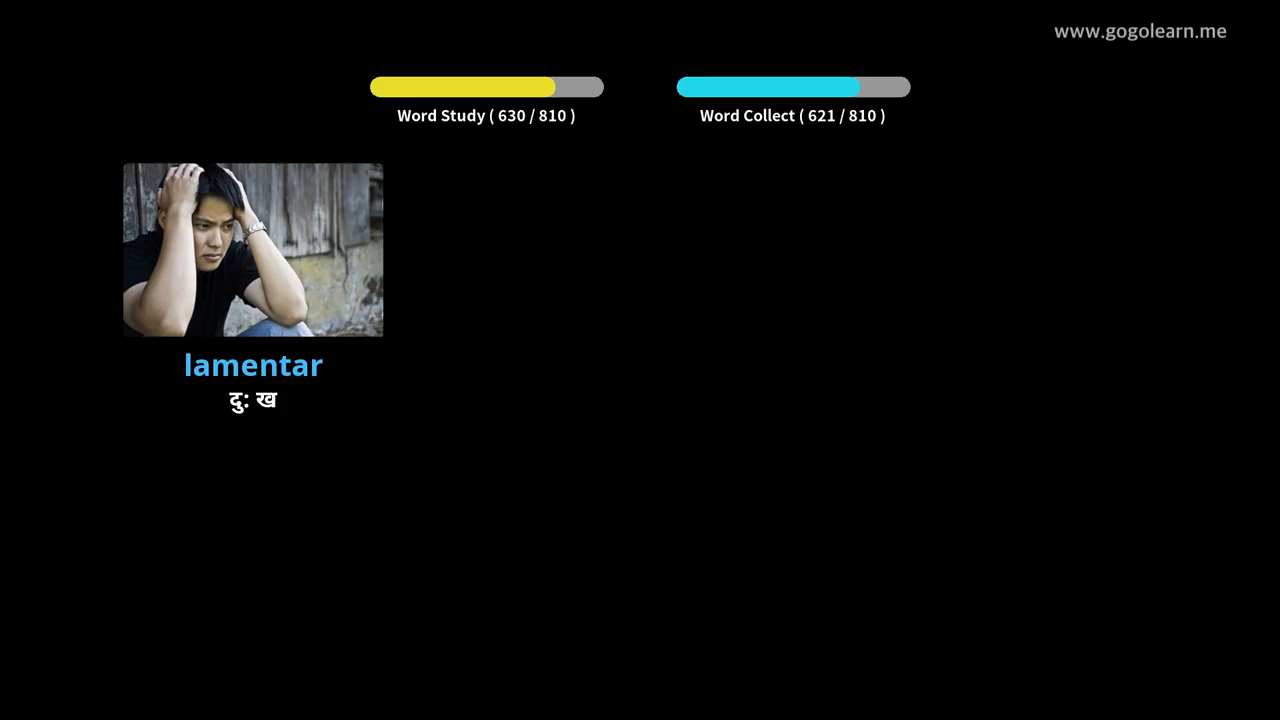 www.gogolearn.me
Word Study ( 630 / 810 )
Word Collect ( 621 / 810 )
lamentar
दु: ख